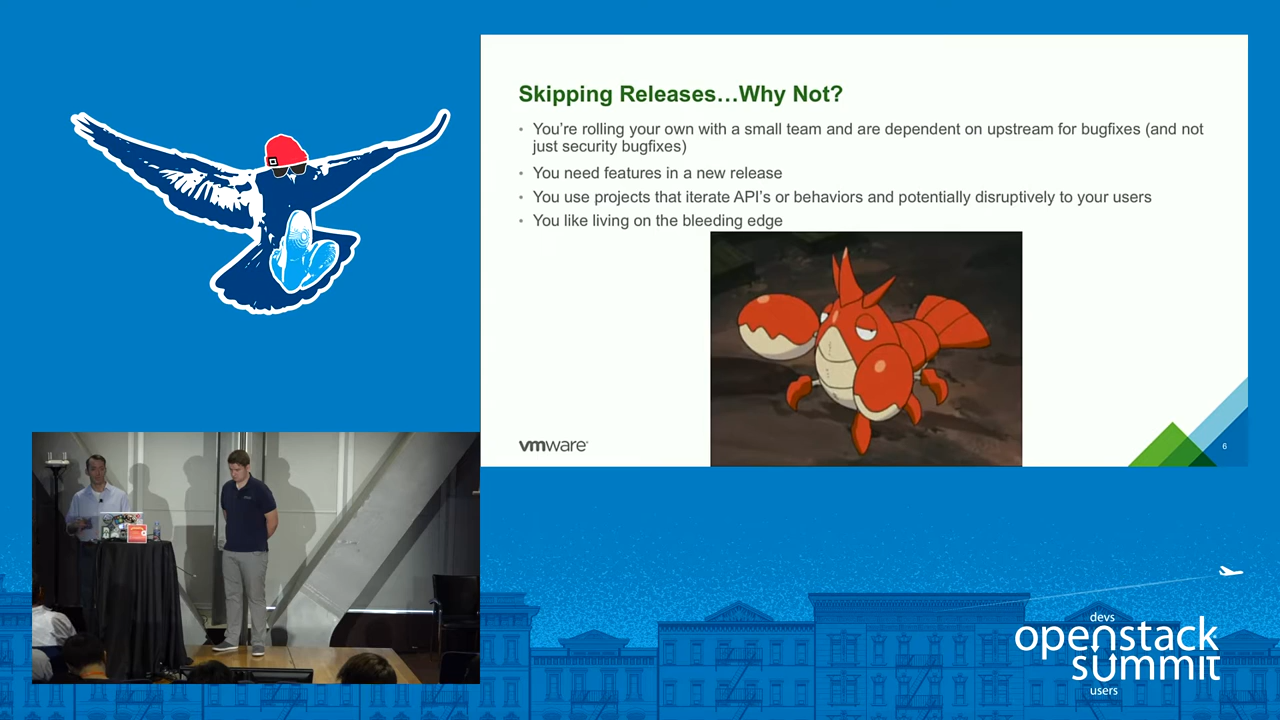 Skipping Releases…Why Not?
• You're rolling your own with a small team and are dependent on upstream for bugfixes (and not
just security bugfixes)
• You need features in a new release
• You use projects that iterate API's or behaviors and potentially disruptively to your users
• You like living on the bleeding edge
vmware®
6
devs
openstack
summit
users